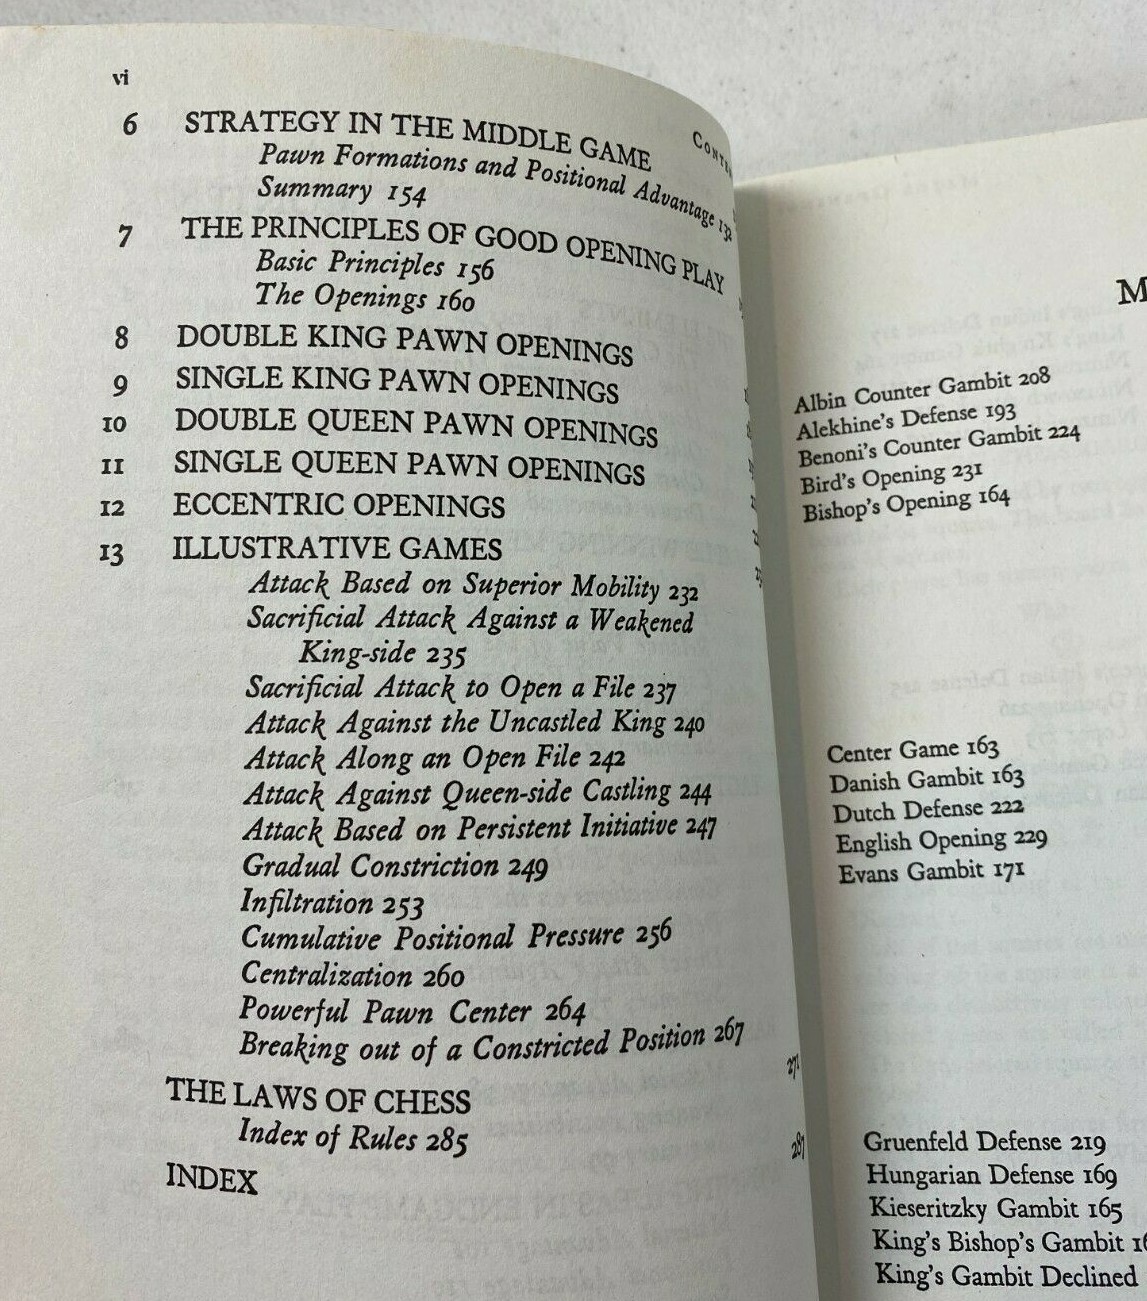 vi
6 STRATEGY IN THE MIDDLE GAME
Pawn Formations and Positional Advantage 132
Summary 154
7 THE PRINCIPLES OF GOOD OPENING PLAY
Basic Principles 156
The Openings 160
8 DOUBLE KING PAWN OPENINGS
9 SINGLE KING PAWN OPENINGS
10 DOUBLE QUEEN PAWN OPENINGS
11 SINGLE QUEEN PAWN OPENINGS
12 ECCENTRIC OPENINGS
13 ILLUSTRATIVE GAMES
Attack Based on Superior Mobility 232
Sacrificial Attack Against a Weakened
King-side 235
Sacrificial Attack to Open a File 237
Attack Against the Uncastled King 240
Attack Along an Open File 242
Attack Against Queen-side Castling 244
Attack Based on Persistent Initiative 247
Gradual Constriction 249
Infiltration 253
Cumulative Positional Pressure 256
Centralization 260
Powerful Pawn Center 264
Breaking out of a Constricted Position 267
THE LAWS OF CHESS 271
Index of Rules 285
INDEX 287
M
Albin Counter Gambit 208
Alekhine's Defense 193
Benoni's Counter Gambit 224
Bird's Opening 231
Bishop's Opening 164
Center Game 163
Danish Gambit 163
Dutch Defense 222
English Opening 229
Evans Gambit 171
Gruenfeld Defense 219
Hungarian Defense 169
Kieseritzky Gambit 165
King's Bishop's Gambit
King's Gambit Declined